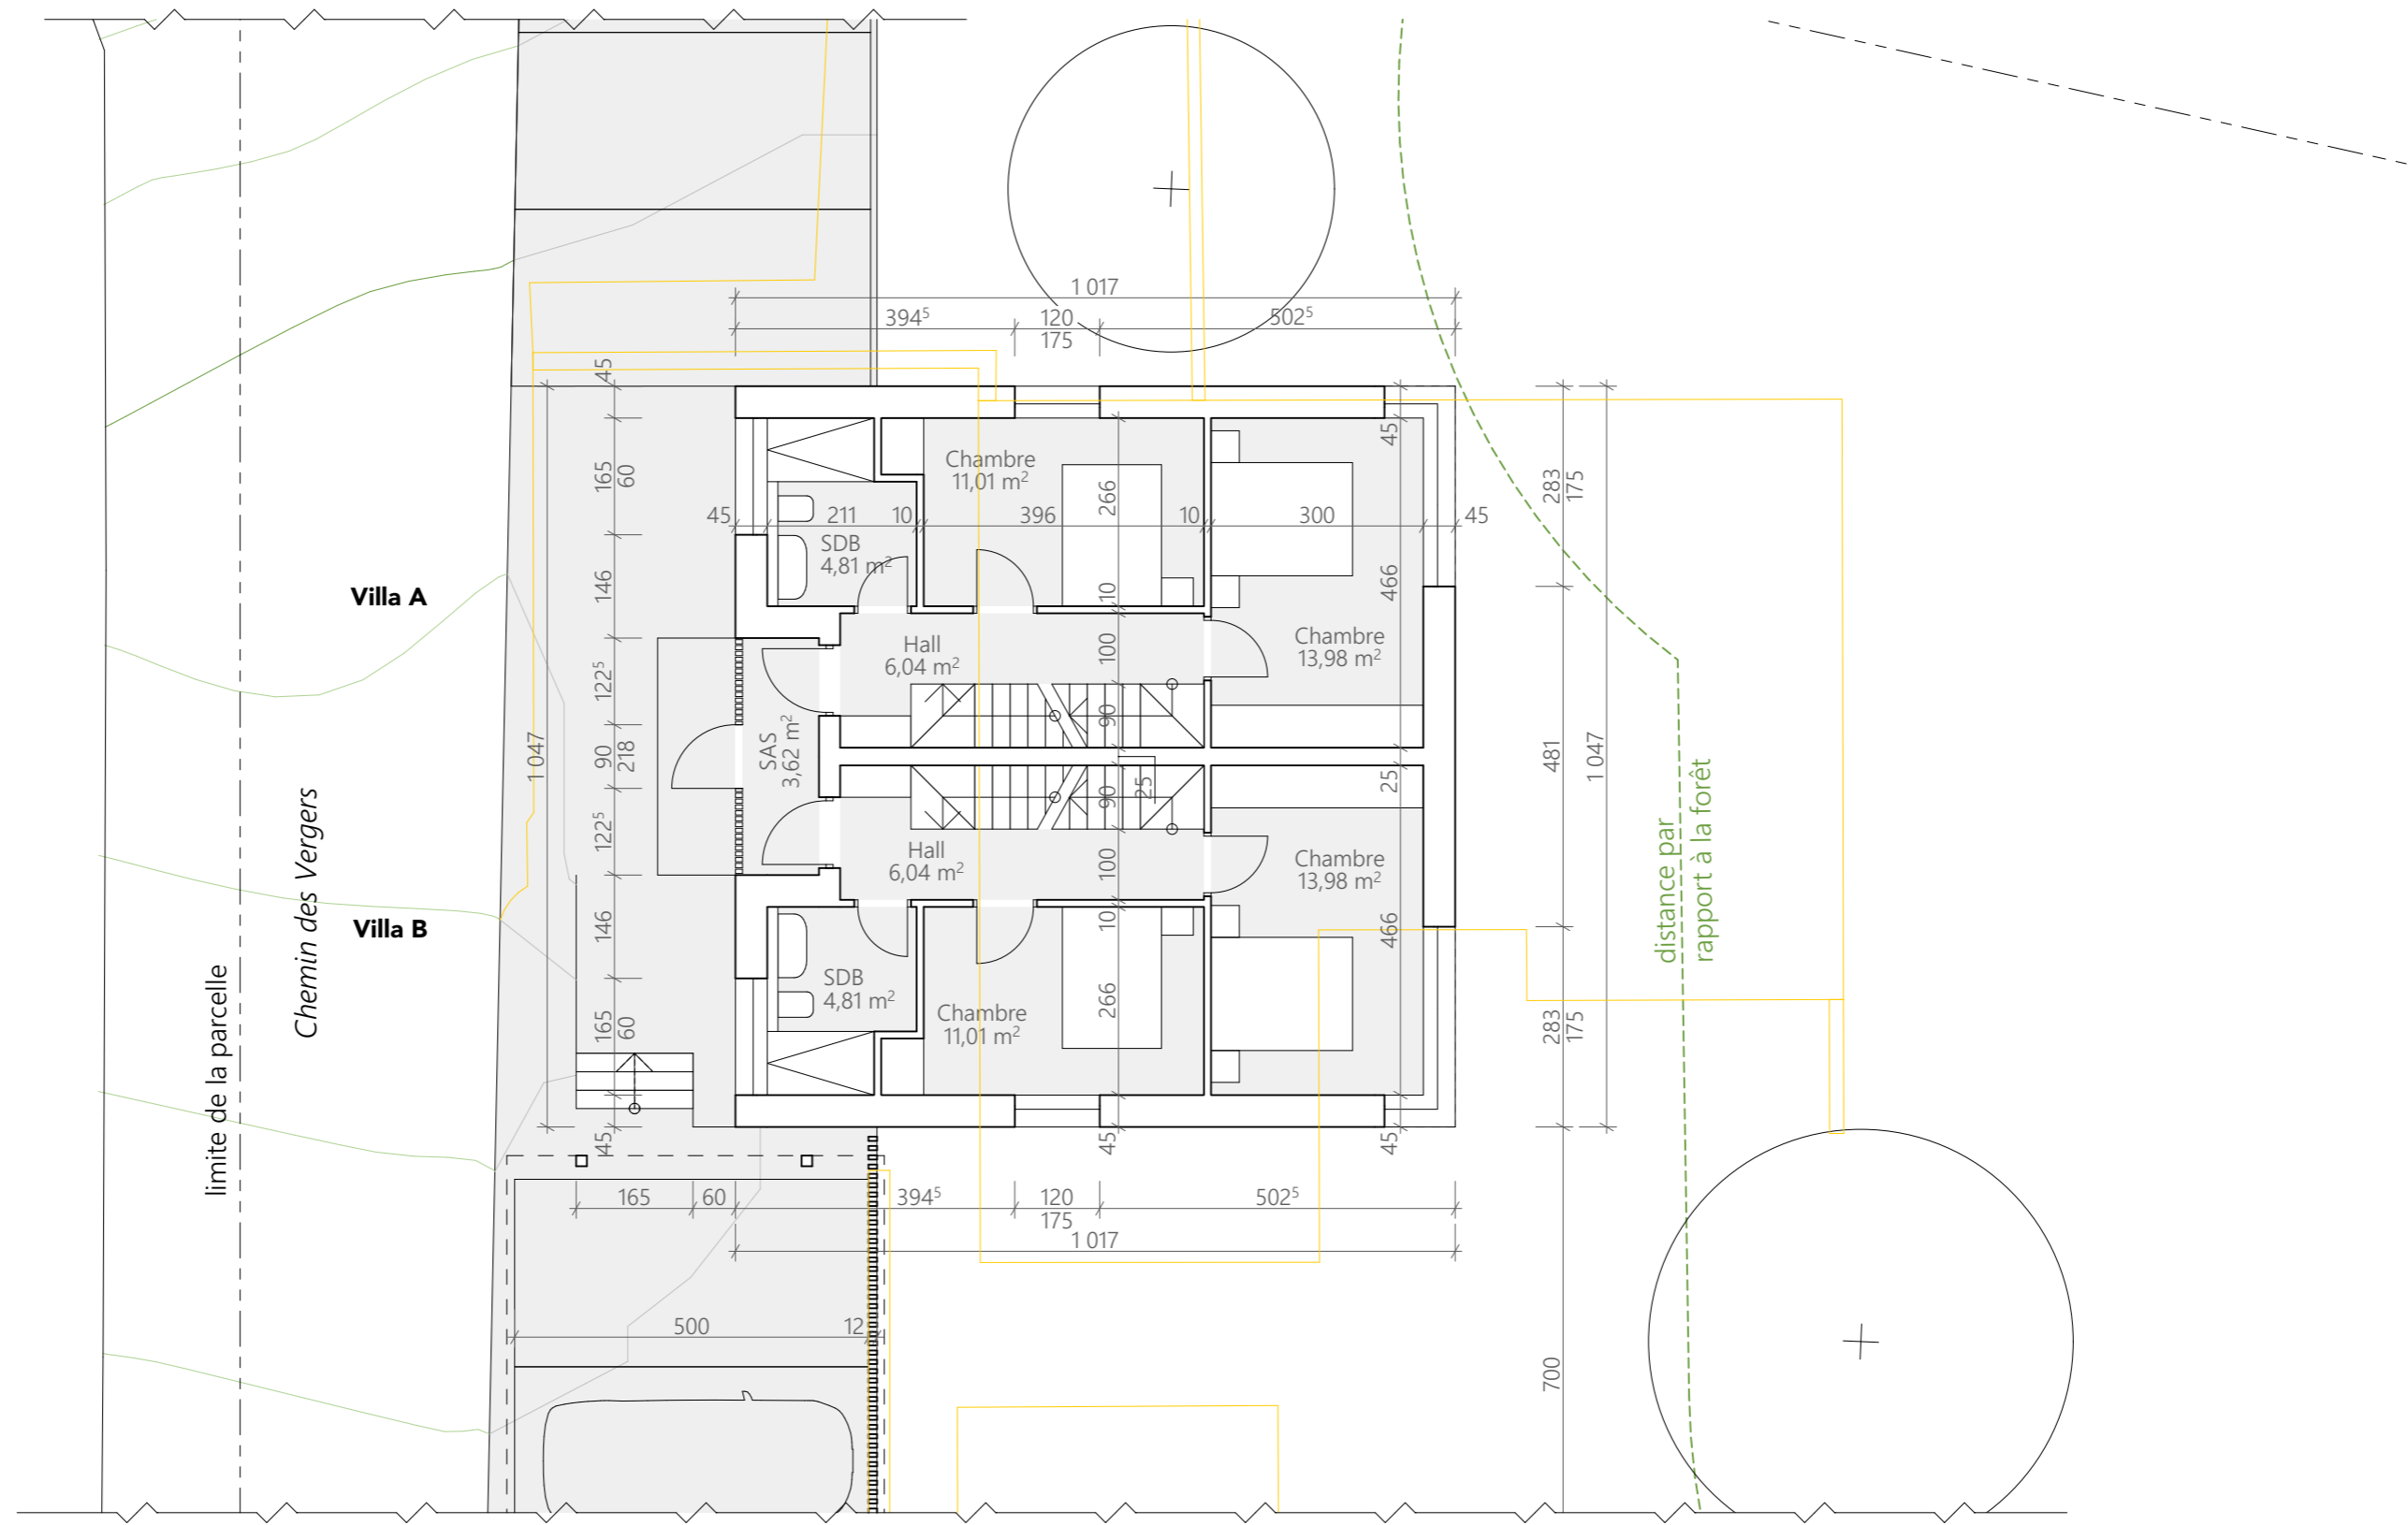 1 017
394⁵ 120 502⁵
175
45
165
60
146
122⁵
90
218
122⁵
146
165
60
45
1 047
Villa A
Villa B
Chemin des Vergers
limite de la parcelle
Chambre
11,01 m²
266
45 211 10 396 10 300 45
SDB
4,81 m²
10
Hall
6,04 m²
100
90
SAS
3,62 m²
25
90
Hall
6,04 m²
100
10
SDB
4,81 m²
Chambre
11,01 m²
266
45
45
466
Chambre
13,98 m²
25
Chambre
13,98 m²
466
45
283
175
481
1 047
283
175
700
distance par
rapport à la forêt
165 60 394⁵ 120 502⁵
175
1 017
500 12